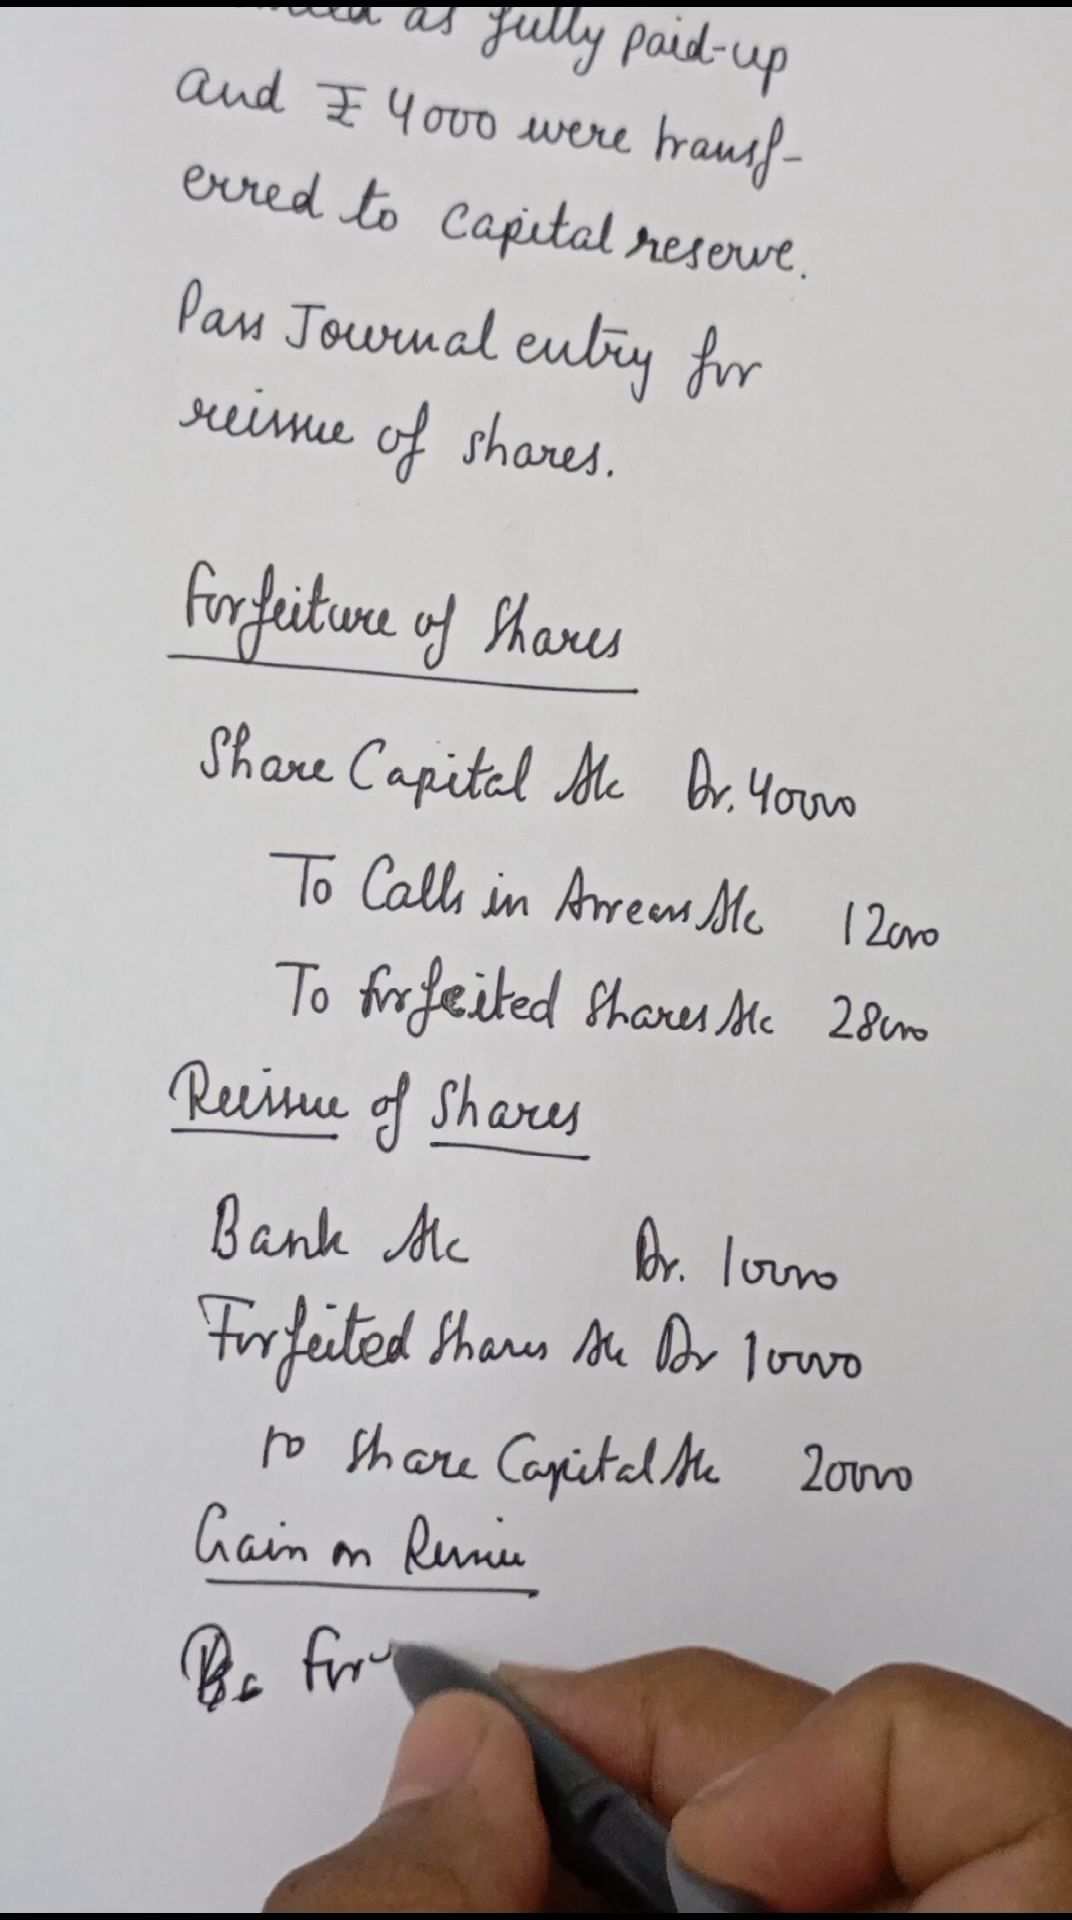 as fully paid-up
and ₹ 4000 were transf-
erred to capital reserve.
Pass Journal entry for
reissue of shares.
Forfeiture of Shares
Share Capital A/c Dr. 40000
To Calls in Arrears A/c 12000
To forfeited Shares A/c 28000
Reissue of Shares
Bank A/c Dr. 10000
Forfeited Shares A/c Dr 10000
to Share Capital A/c 20000
Gain on Reissue
for